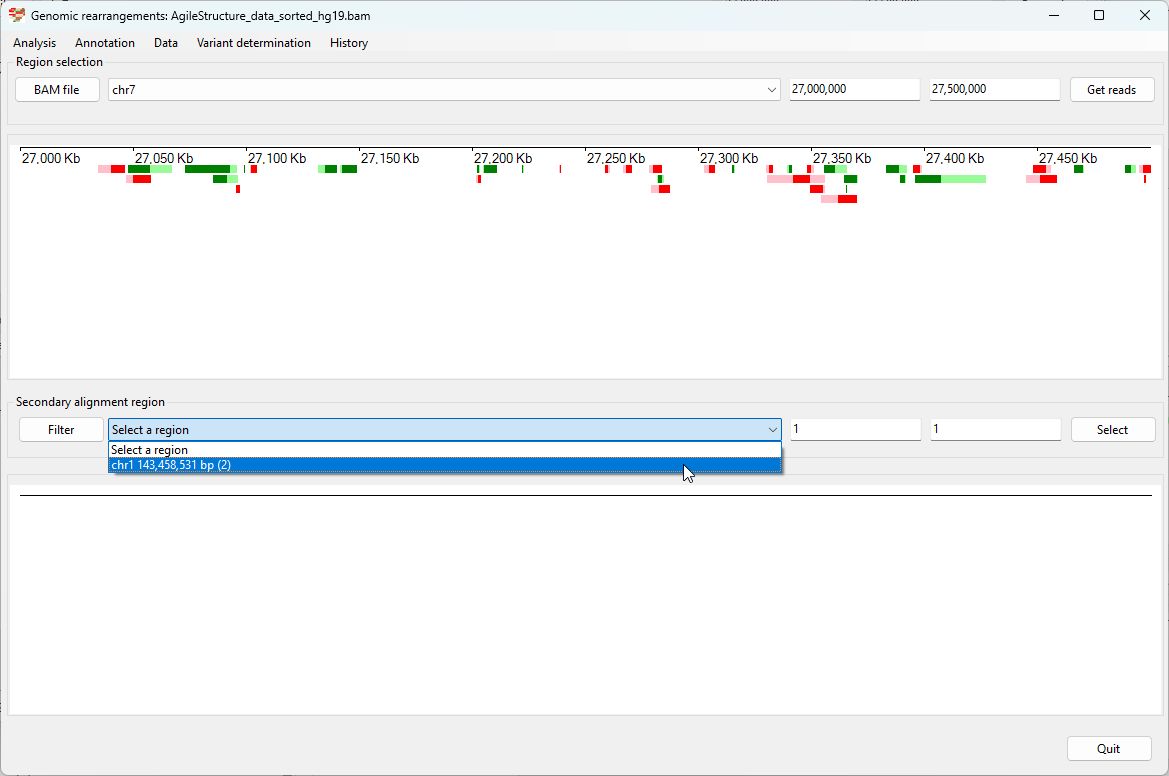 Genomic rearrangements: AgileStructure_data_sorted_hg19.bam
Analysis Annotation Data Variant determination History
Region selection
BAM file chr7 27,000,000 27,500,000 Get reads
27.000 Kb 27.050 Kb 27.100 Kb 27.150 Kb 27.200 Kb 27.250 Kb 27.300 Kb 27.350 Kb 27.400 Kb 27.450 Kb
Secondary alignment region
Filter Select a region 1 1 Select
Select a region
chr1 143,458,531 bp (2)
Quit